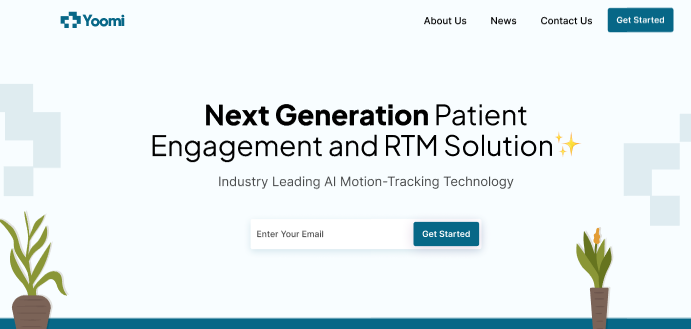 Yoomi
About Us
News
Contact Us
Get Started
Next Generation Patient
Engagement and RTM Solution✨
Industry Leading AI Motion-Tracking Technology
Enter Your Email
Get Started